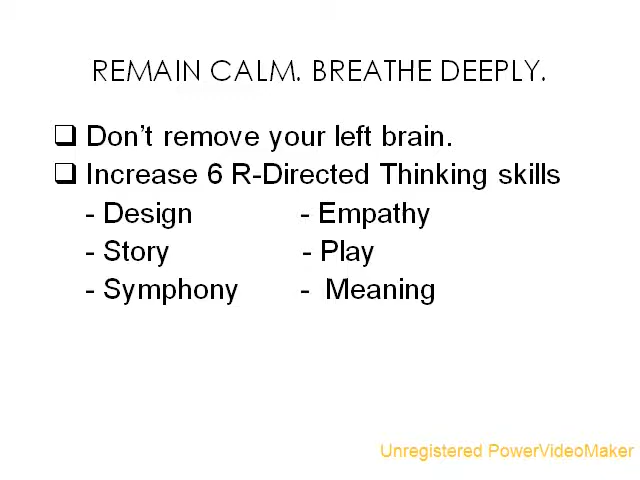 REMAIN CALM. BREATHE DEEPLY.
❑ Don't remove your left brain.
❑ Increase 6 R-Directed Thinking skills
- Design - Empathy
- Story - Play
- Symphony - Meaning
Unregistered PowerVideoMaker